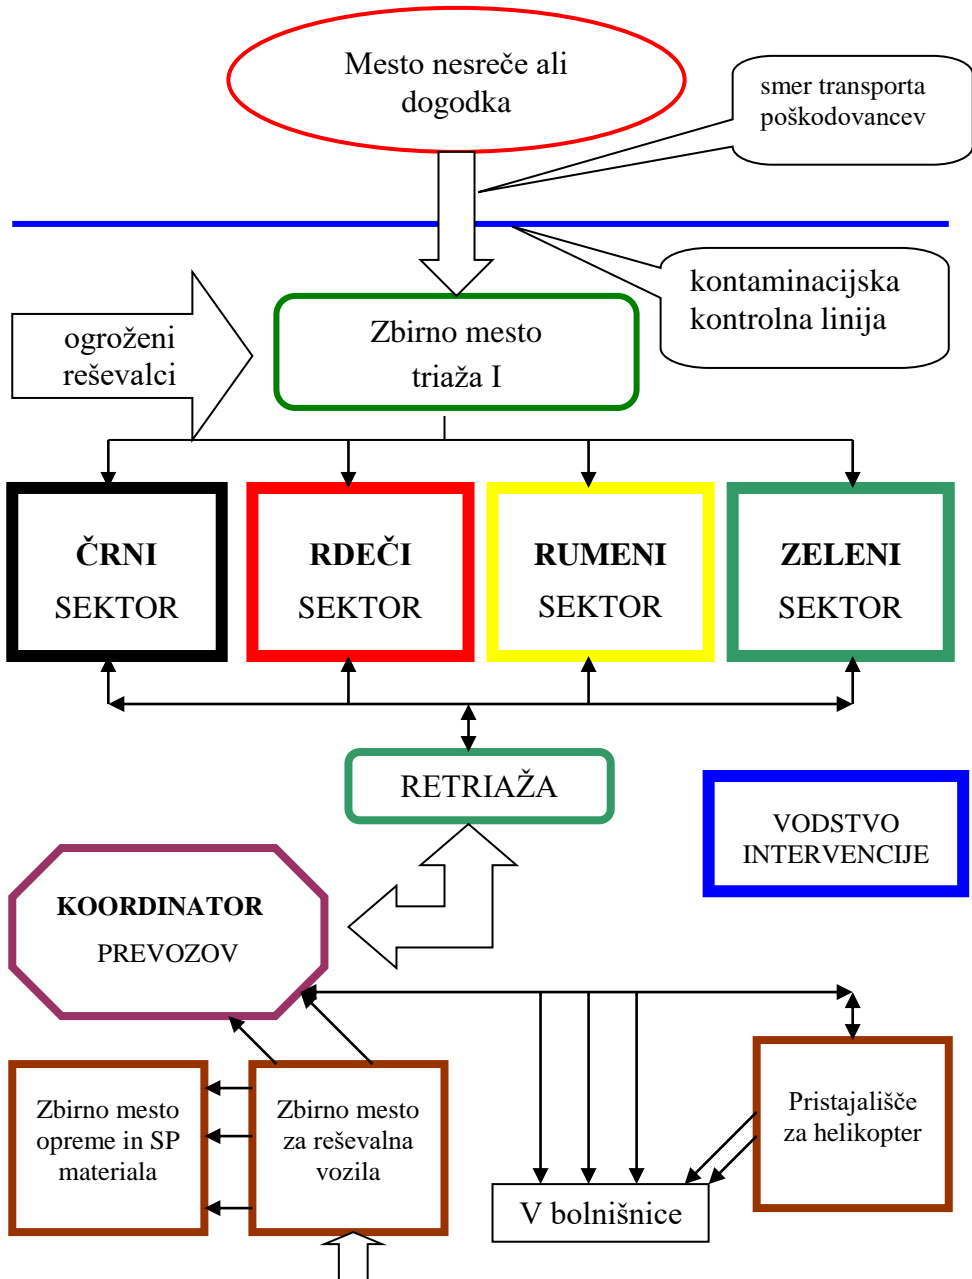 Mesto nesreče ali
dogodka
smer transporta
poškodovancev
kontaminacijska
kontrolna linija
ogroženi
reševalci
Zbirno mesto
triaža I
ČRNI
SEKTOR
RDEČI
SEKTOR
RUMENI
SEKTOR
ZELENI
SEKTOR
RETRIAŽA
VODSTVO
INTERVENCIJE
KOORDINATOR
PREVOZOV
Zbirno mesto
opreme in SP
materiala
Zbirno mesto
za reševalna
vozila
Pristajališče
za helikopter
V bolnišnice